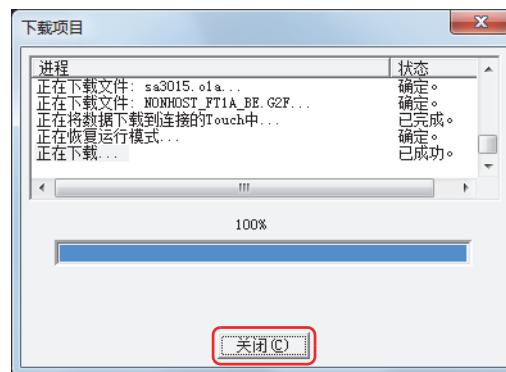 下载项目
进程 状态
正在下载文件: sa3015.o1a... 确定。
正在下载文件: NONHOST_FT1A_BE.G2F... 确定。
正在将数据下载到连接的Touch中... 已完成。
正在恢复运行模式... 确定。
正在下载... 已成功。
100%
关闭(C)